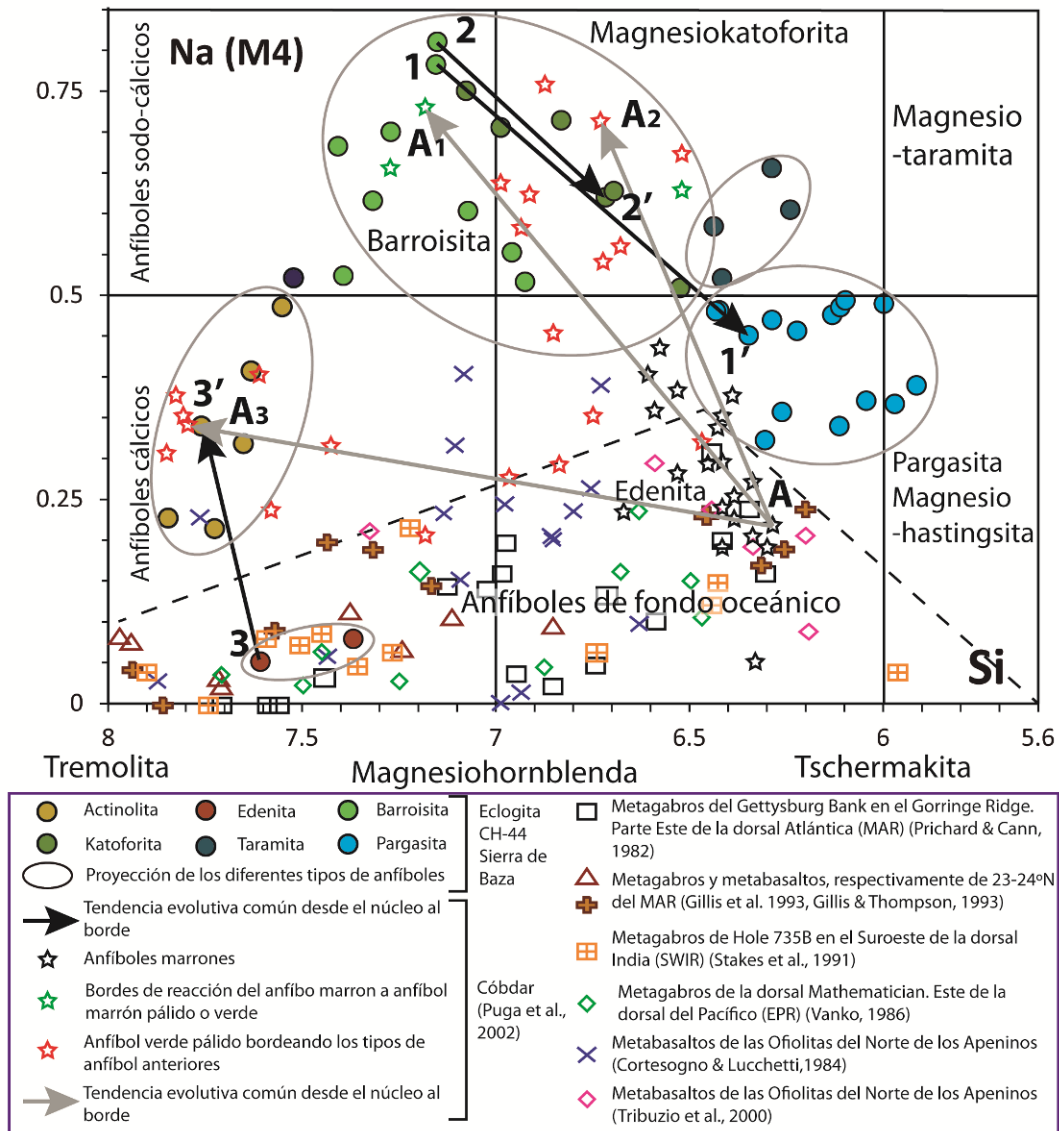 Na (M4)
2
1
Magnesiokatoforita
0.75
A2
A1
Magnesio
-taramita
2'
Barroisita
Anfíboles sodo-cálcicos
0.5
1'
3'
A3
Pargasita
Magnesio
-hastingsita
A
Edenita
0.25
Anfíboles cálcicos
Anfíboles de fondo oceánico
3
Si
0
8
7.5
7
6.5
6
5.6
Tremolita
Magnesiohornblenda
Tschermakita
Actinolita
Edenita
Barroisita
Katoforita
Taramita
Pargasita
Proyección de los diferentes tipos de anfíboles
Eclogita
CH-44
Sierra de
Baza
Tendencia evolutiva común desde el núcleo al
borde
Anfíboles marrones
Bordes de reacción del anfíbo marron a anfíbol
marrón pálido o verde
Anfíbol verde pálido bordeando los tipos de
anfíbol anteriores
Tendencia evolutiva común desde el núcleo al
borde
Cóbdar
(Puga et al.,
2002)
Metagabros del Gettysburg Bank en el Gorringe Ridge.
Parte Este de la dorsal Atlántica (MAR) (Prichard & Cann,
1982)
Metagabros y metabasaltos, respectivamente de 23-24ºN
del MAR (Gillis et al. 1993, Gillis & Thompson, 1993)
Metagabros de Hole 735B en el Suroeste de la dorsal
India (SWIR) (Stakes et al., 1991)
Metagabros de la dorsal Mathematician. Este de la
dorsal del Pacífico (EPR) (Vanko, 1986)
Metabasaltos de las Ofiolitas del Norte de los Apeninos
(Cortesogno & Lucchetti,1984)
Metabasaltos de las Ofiolitas del Norte de los Apeninos
(Tribuzio et al., 2000)